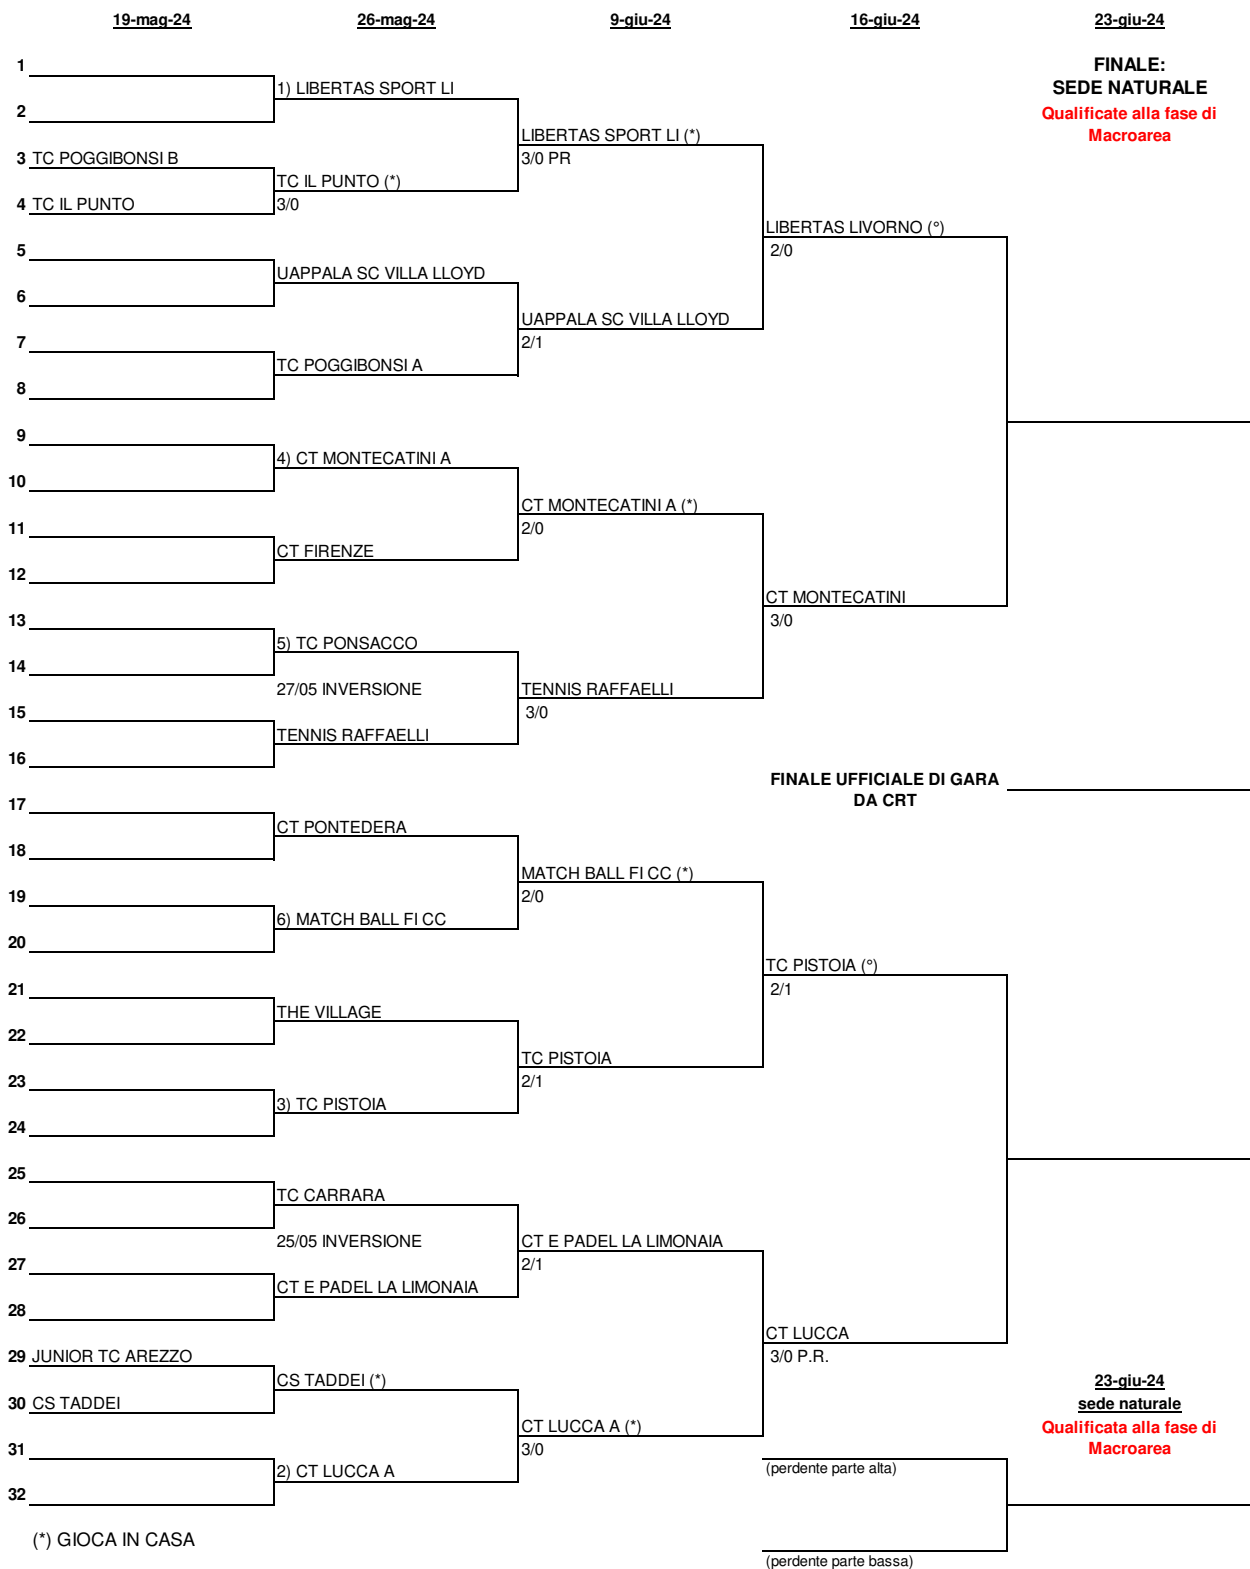 19-mag-24 26-mag-24 9-giu-24 16-giu-24 23-giu-24
1
FINALE:
1) LIBERTAS SPORT LI
SEDE NATURALE
2
Qualificate alla fase di
Macroarea
LIBERTAS SPORT LI (*)
3 TC POGGIBONSI B
3/0 PR
TC IL PUNTO (*)
4 TC IL PUNTO
3/0
LIBERTAS LIVORNO (°)
5
2/0
UAPPALA SC VILLA LLOYD
6
UAPPALA SC VILLA LLOYD
7
2/1
TC POGGIBONSI A
8
9
4) CT MONTECATINI A
10
CT MONTECATINI A (*)
11
2/0
CT FIRENZE
12
CT MONTECATINI
13
3/0
5) TC PONSACCO
14
27/05 INVERSIONE
TENNIS RAFFAELLI
15
3/0
TENNIS RAFFAELLI
16
FINALE UFFICIALE DI GARA
DA CRT
17
CT PONTEDERA
18
MATCH BALL FI CC (*)
19
2/0
6) MATCH BALL FI CC
20
TC PISTOIA (°)
21
2/1
THE VILLAGE
22
TC PISTOIA
23
2/1
3) TC PISTOIA
24
25
TC CARRARA
26
25/05 INVERSIONE
CT E PADEL LA LIMONAIA
27
2/1
CT E PADEL LA LIMONAIA
28
CT LUCCA
29 JUNIOR TC AREZZO
3/0 P.R.
CS TADDEI (*)
23-giu-24
30 CS TADDEI
sede naturale
CT LUCCA A (*)
Qualificata alla fase di
Macroarea
31
3/0
2) CT LUCCA A
(perdente parte alta)
32
(*) GIOCA IN CASA
(perdente parte bassa)